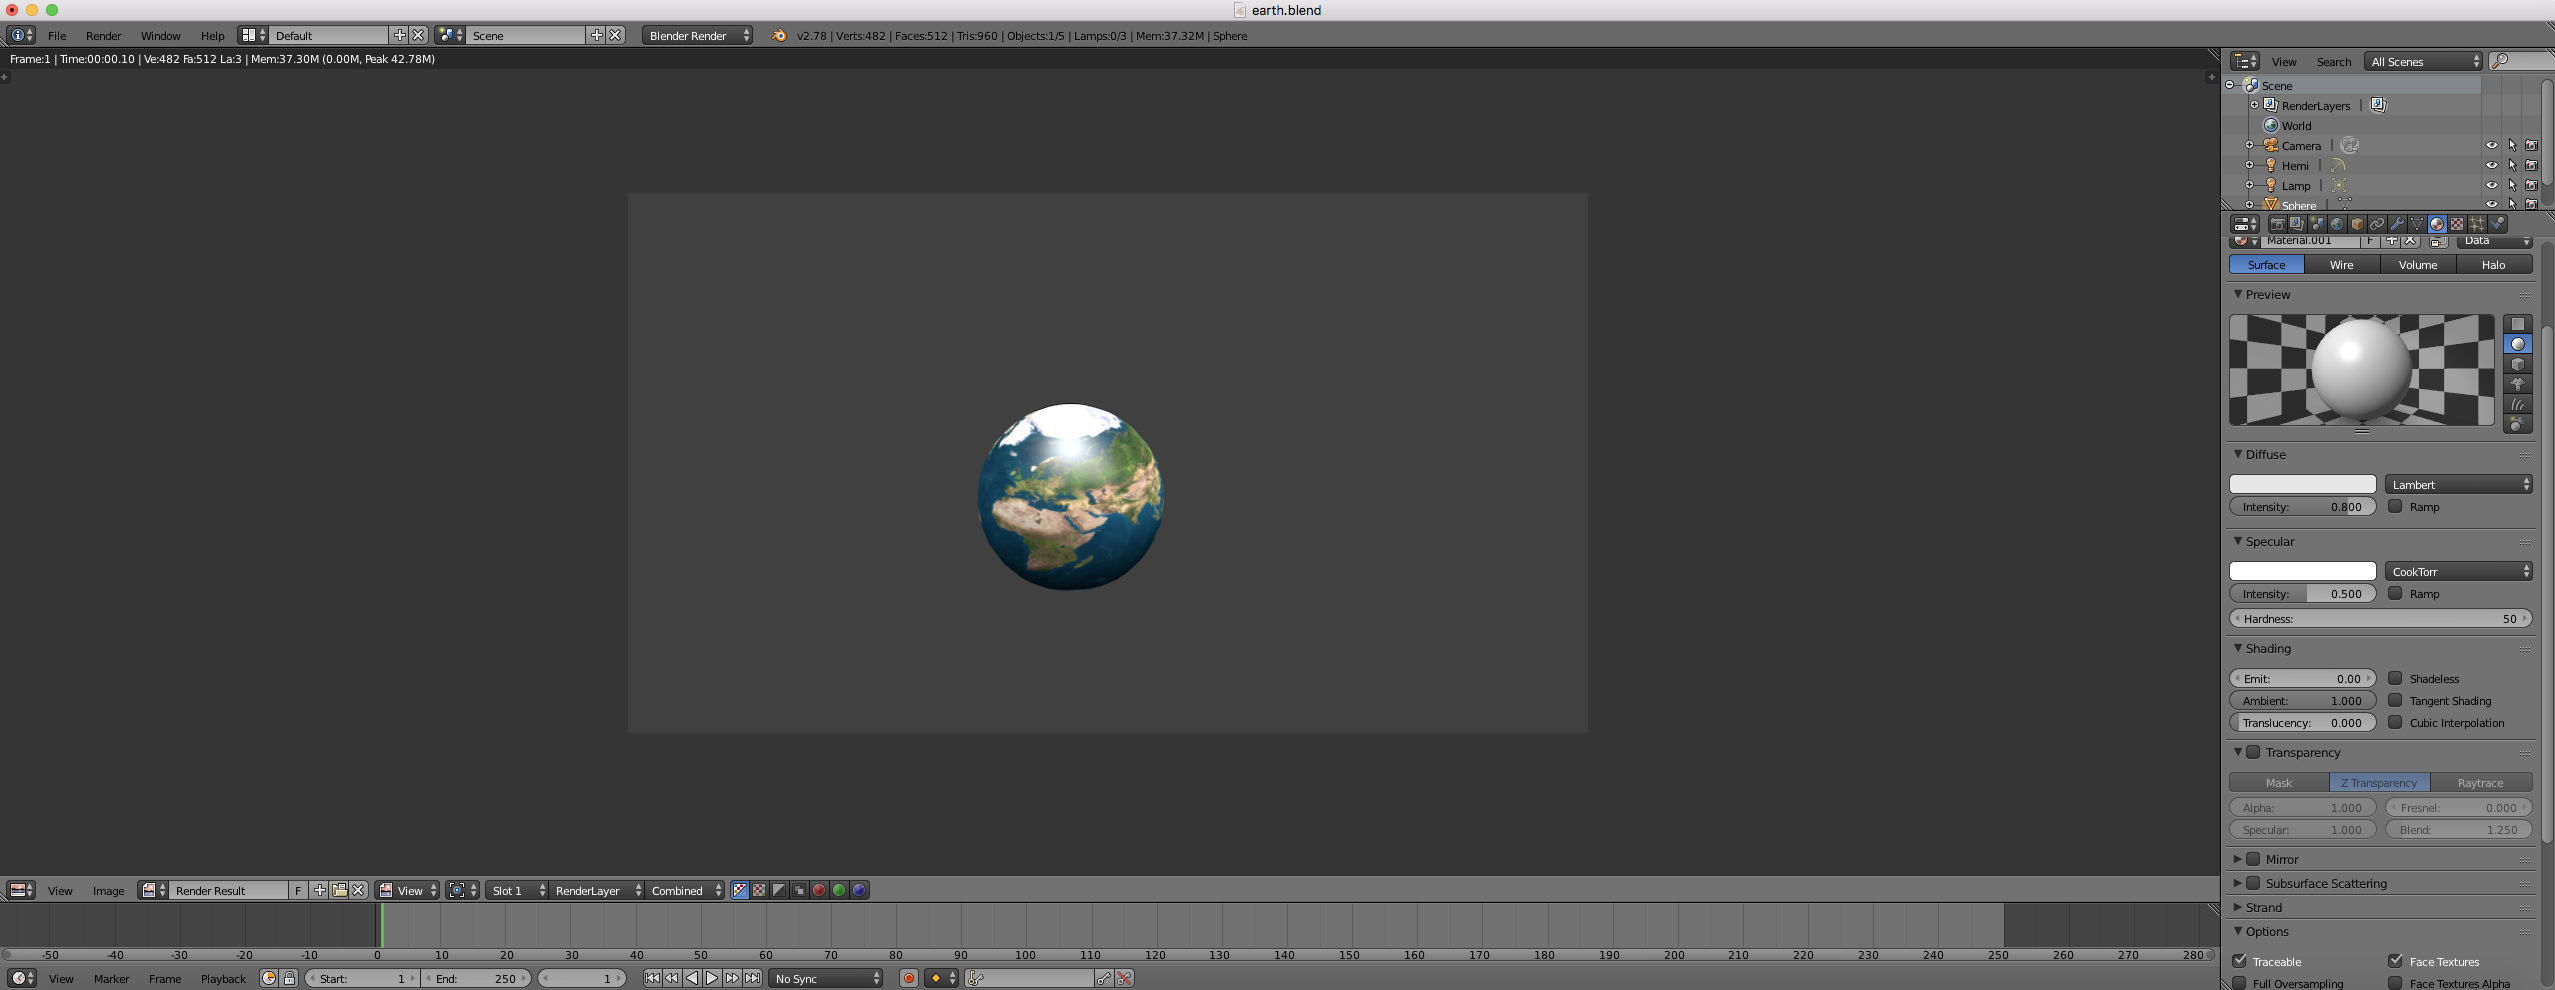 earth.blend
File Render Window Help Default Scene Blender Render v2.78 | Verts:482 | Faces:512 | Tris:960 | Objects:1/5 | Lamps:0/3 | Mem:37.32M | Sphere
Frame:1 | Time:00:00.10 | Ve:482 Fa:512 La:3 | Mem:37.30M (0.00M, Peak 42.78M)
View Search All Scenes
Scene
RenderLayers
World
Camera
Hemi
Lamp
Sphere
Material.001 F Data
Surface Wire Volume Halo
Preview
Diffuse
Lambert
Intensity: 0.800 Ramp
Specular
CookTorr
Intensity: 0.500 Ramp
Hardness: 50
Shading
Emit: 0.00 Shadeless
Ambient: 1.000 Tangent Shading
Translucency: 0.000 Cubic Interpolation
Transparency
Mask Z Transparency Raytrace
Alpha: 1.000 Fresnel: 0.000
Specular: 1.000 Blend: 1.250
Mirror
Subsurface Scattering
Strand
Options
Traceable Face Textures
Full Oversampling Face Textures Alpha
View Image Render Result F View Slot 1 RenderLayer Combined
-50 -40 -30 -20 -10 0 10 20 30 40 50 60 70 80 90 100 110 120 130 140 150 160 170 180 190 200 210 220 230 240 250 260 270 280
View Marker Frame Playback Start: 1 End: 250 1 No Sync